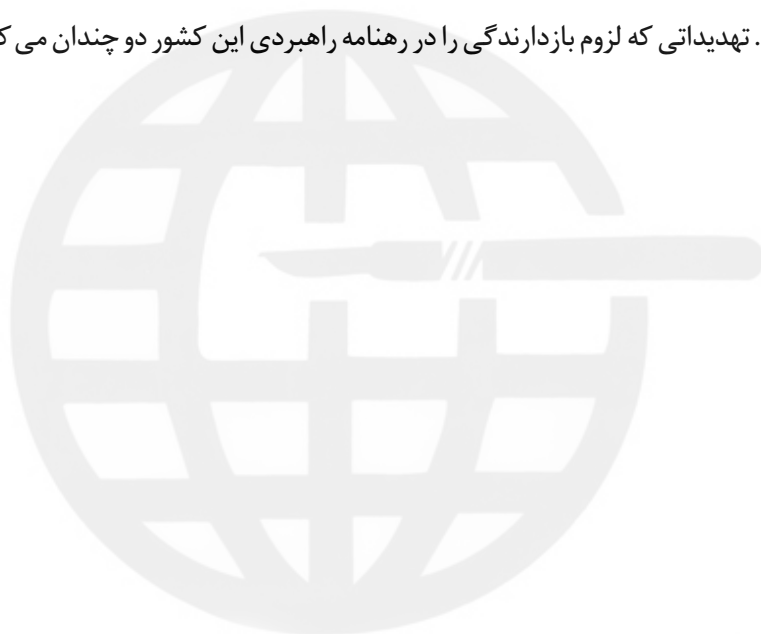 . تهدیداتی که لزوم بازدارندگی را در رهنامه راهبردی این کشور دو چندان می